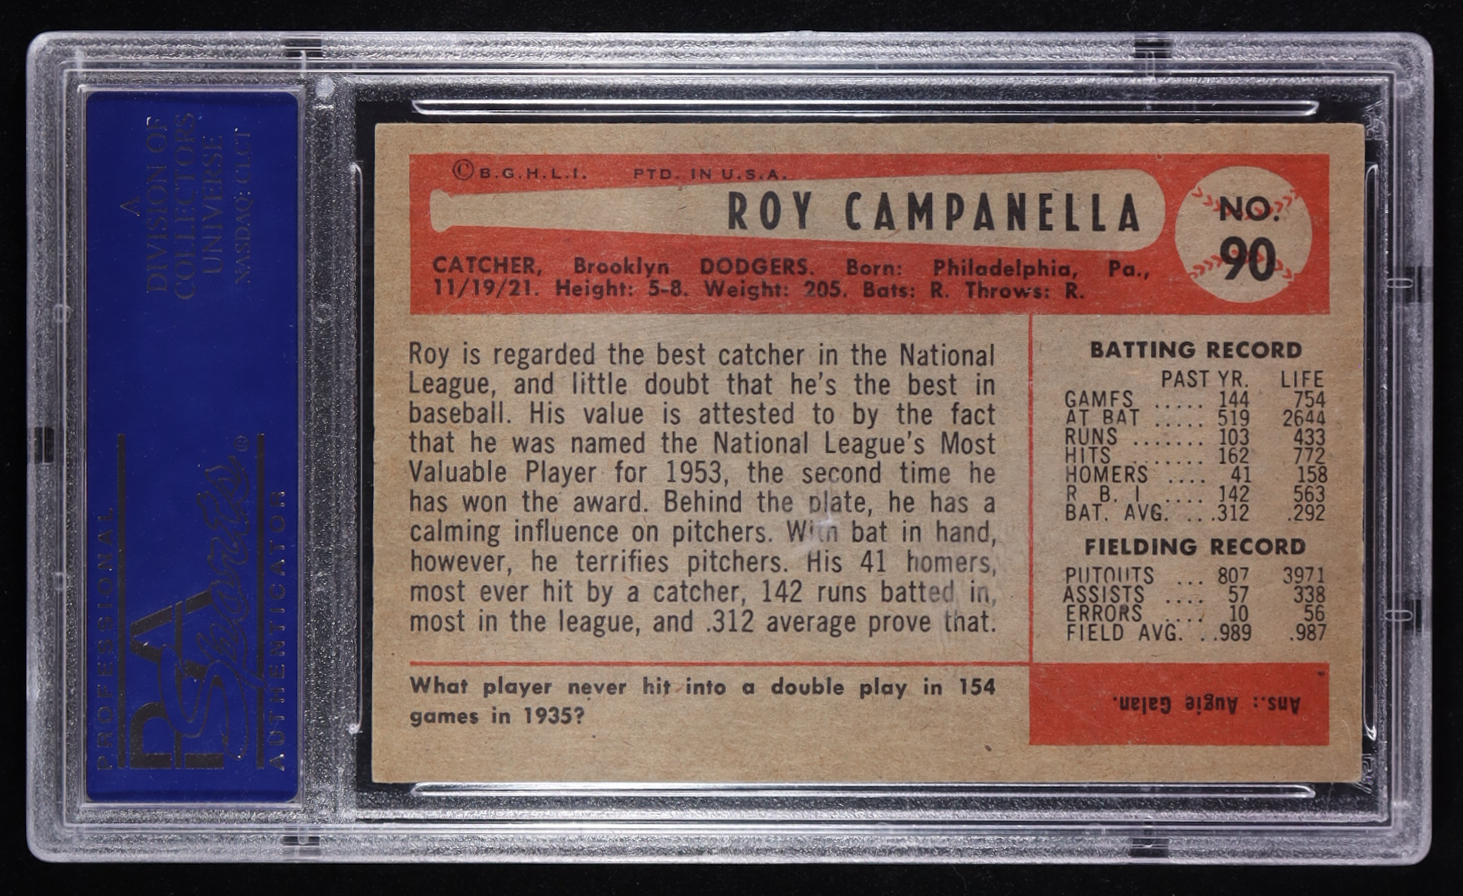 ©B.G.H.L.I. PTD. IN U.S.A.
ROY CAMPANELLA
NO.
90
CATCHER, Brooklyn DODGERS. Born: Philadelphia, Pa.,
11/19/21. Height: 5-8. Weight: 205. Bats: R. Throws: R.
Roy is regarded the best catcher in the National
League, and little doubt that he's the best in
baseball. His value is attested to by the fact
that he was named the National League's Most
Valuable Player for 1953, the second time he
has won the award. Behind the plate, he has a
calming influence on pitchers. With bat in hand,
however, he terrifies pitchers. His 41 homers,
most ever hit by a catcher, 142 runs batted in,
most in the league, and .312 average prove that.
BATTING RECORD
PAST YR. LIFE
GAMES ..... 144 754
AT BAT ..... 519 2644
RUNS ....... 103 433
HITS ....... 162 772
HOMERS .... 41 158
R. B. I ...... 142 563
BAT. AVG. ...312 .292
FIELDING RECORD
PUTOUTS ... 807 3971
ASSISTS .... 57 338
ERRORS .... 10 56
FIELD AVG. ..989 .987
What player never hit into a double play in 154
games in 1935?
Ans.: Augie Galan.
A
DIVISION OF
COLLECTORS
UNIVERSE
NASDAQ: CLCT
PROFESSIONAL
PSA
AUTHENTICATOR
®